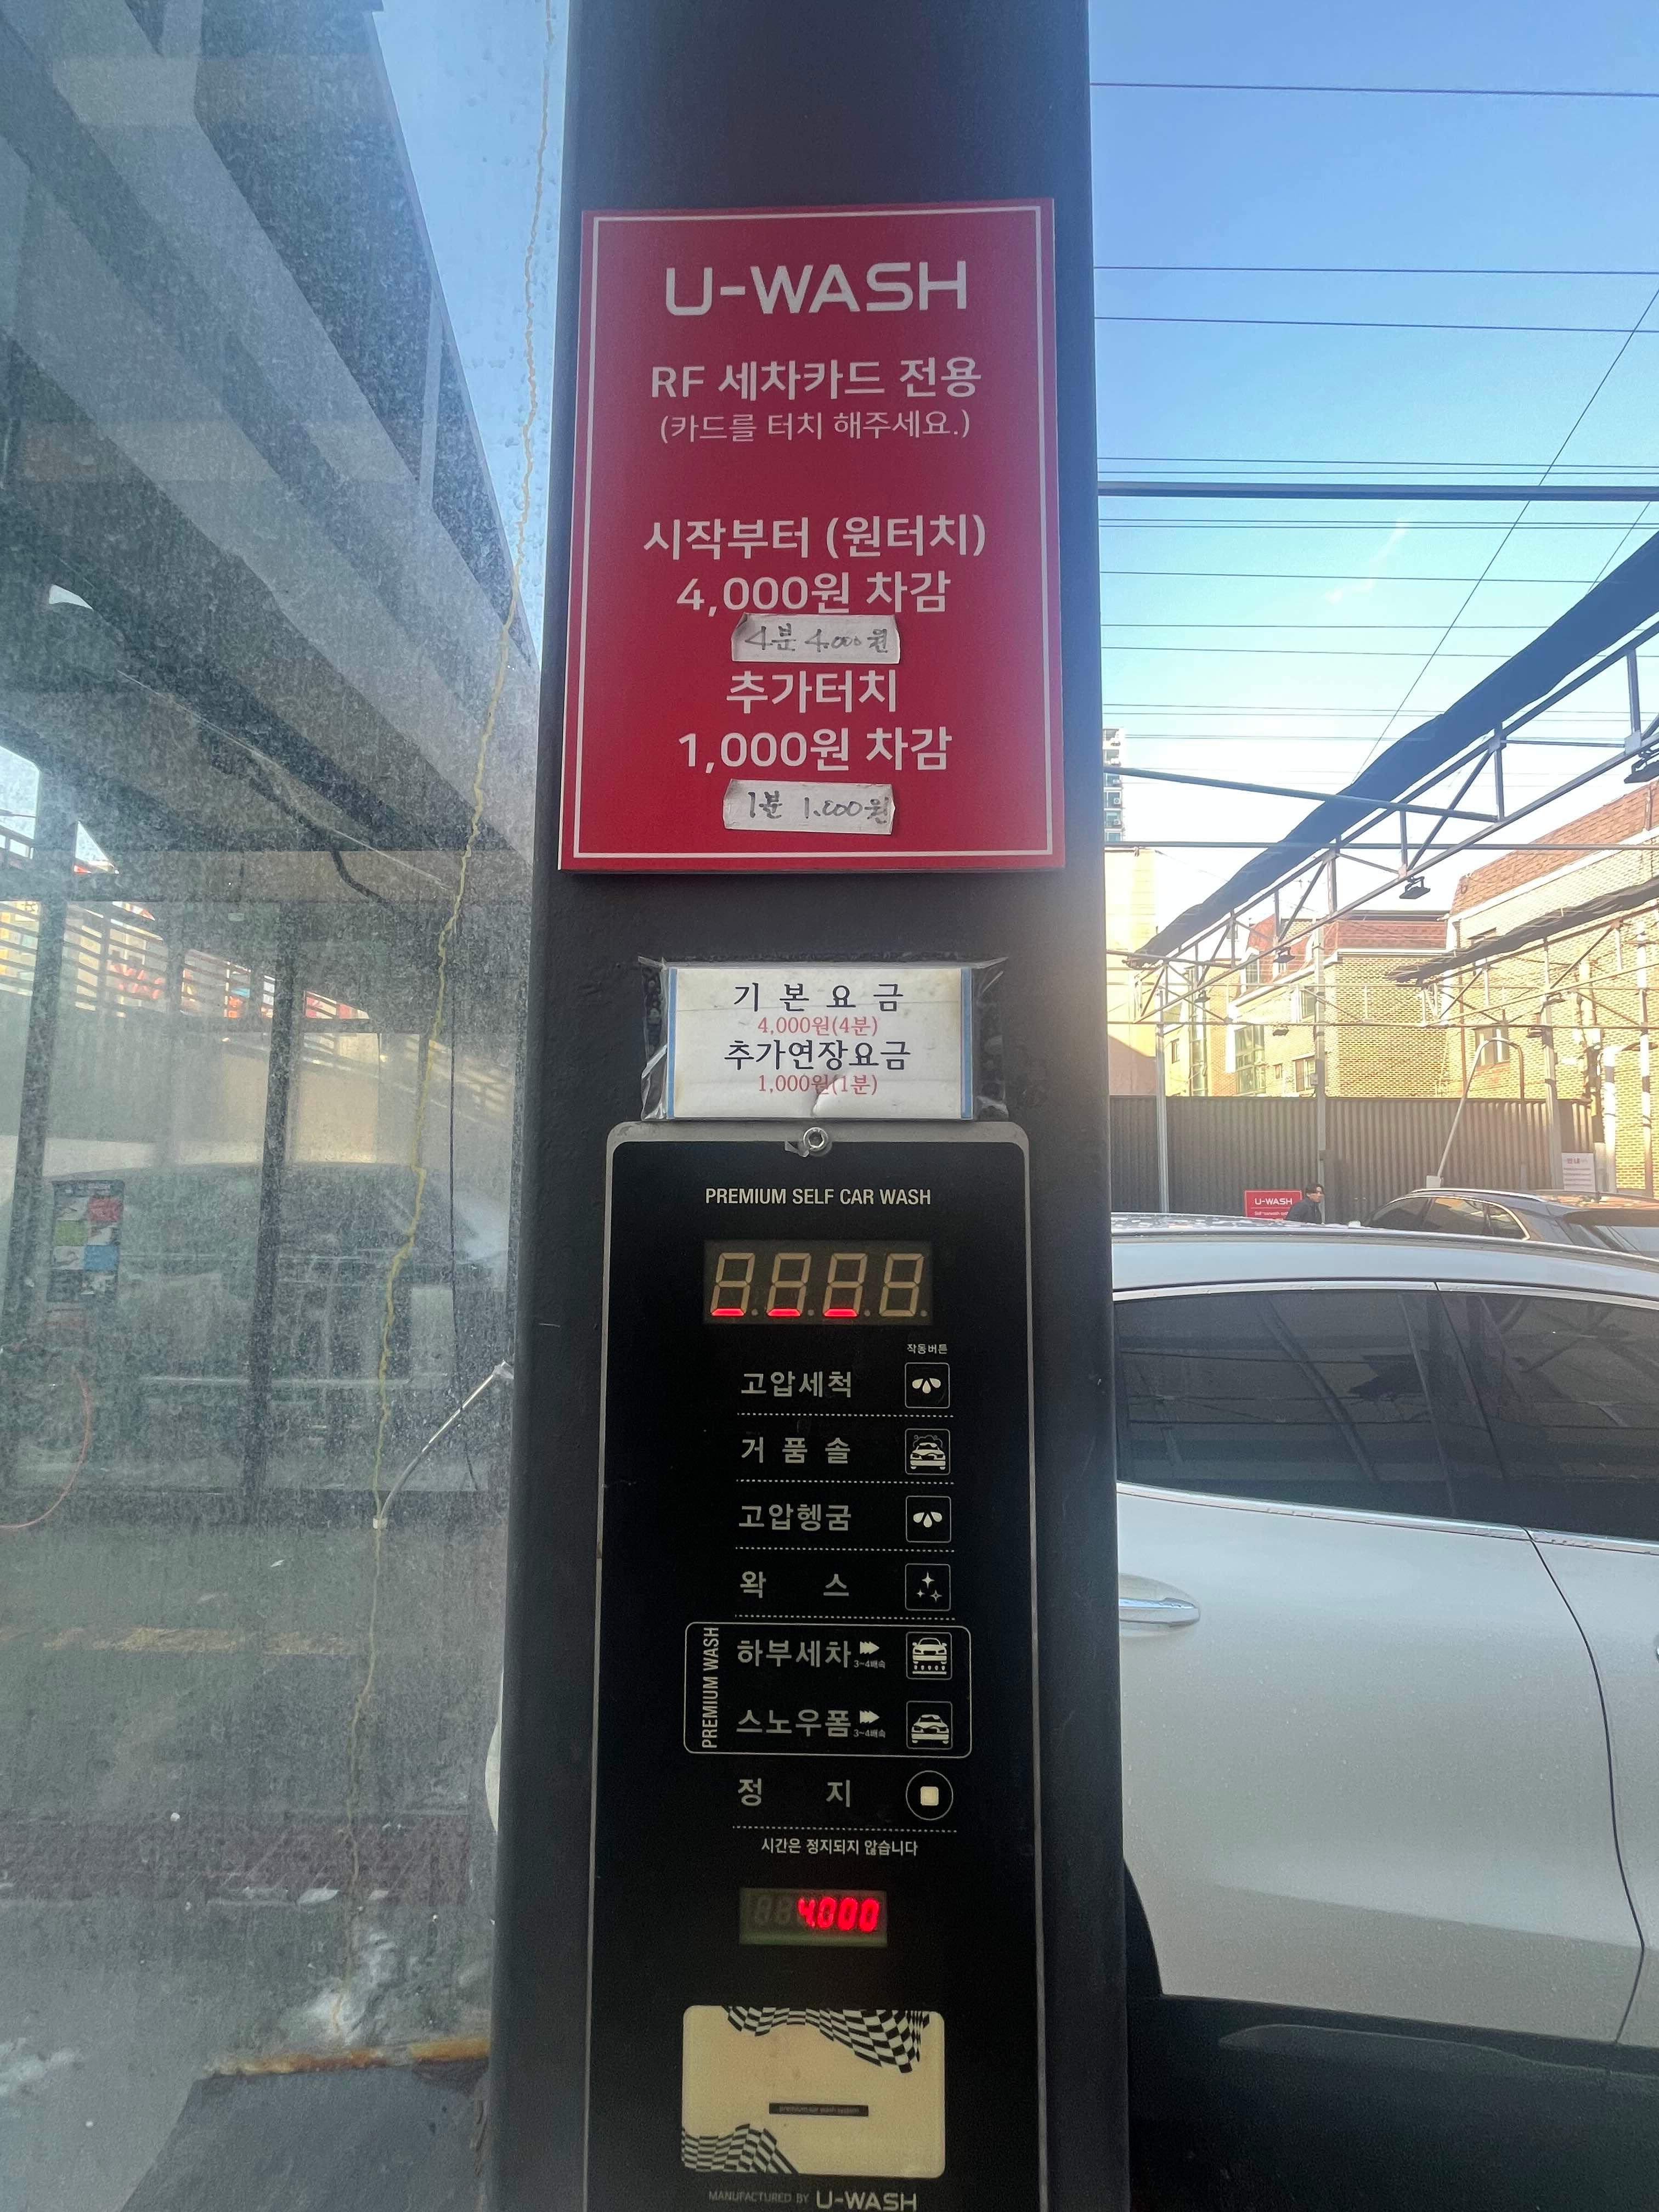 U-WASH
RF 세차카드 전용
(카드를 터치 해주세요.)
시작부터 (원터치)
4,000원 차감
4분 4.000원
추가터치
1,000원 차감
1분 1.000원
기 본 요 금
4,000원(4분)
추가연장요금
1,000원(1분)
PREMIUM SELF CAR WASH
작동버튼
고압세척
거 품 솔
고압헹굼
왁 스
PREMIUM WASH
하부세차
3~4배속
스노우폼
3~4배속
정 지
시간은 정지되지 않습니다
4.000
premium car wash system
MANUFACTURED BY U-WASH
U-WASH